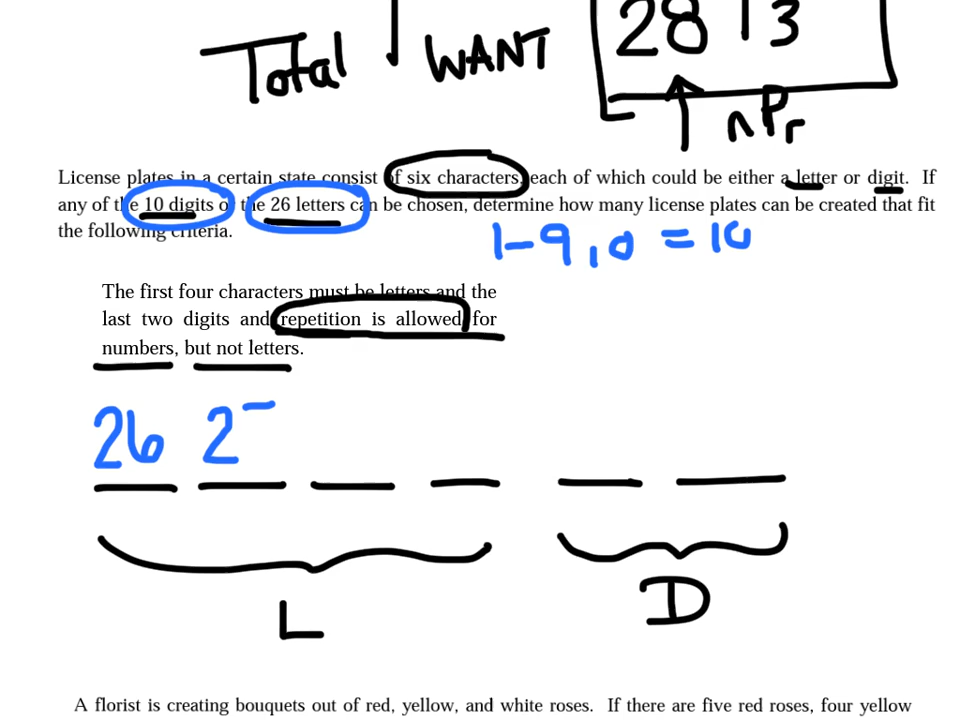 Total WANT 2813
nPr
License plates in a certain state consist of six characters, each of which could be either a letter or digit. If
any of the 10 digits or the 26 letters can be chosen, determine how many license plates can be created that fit
the following criteria.
1-9,0 = 10
The first four characters must be letters and the
last two digits and repetition is allowed for
numbers, but not letters.
26 2
L D
A florist is creating bouquets out of red, yellow, and white roses. If there are five red roses, four yellow